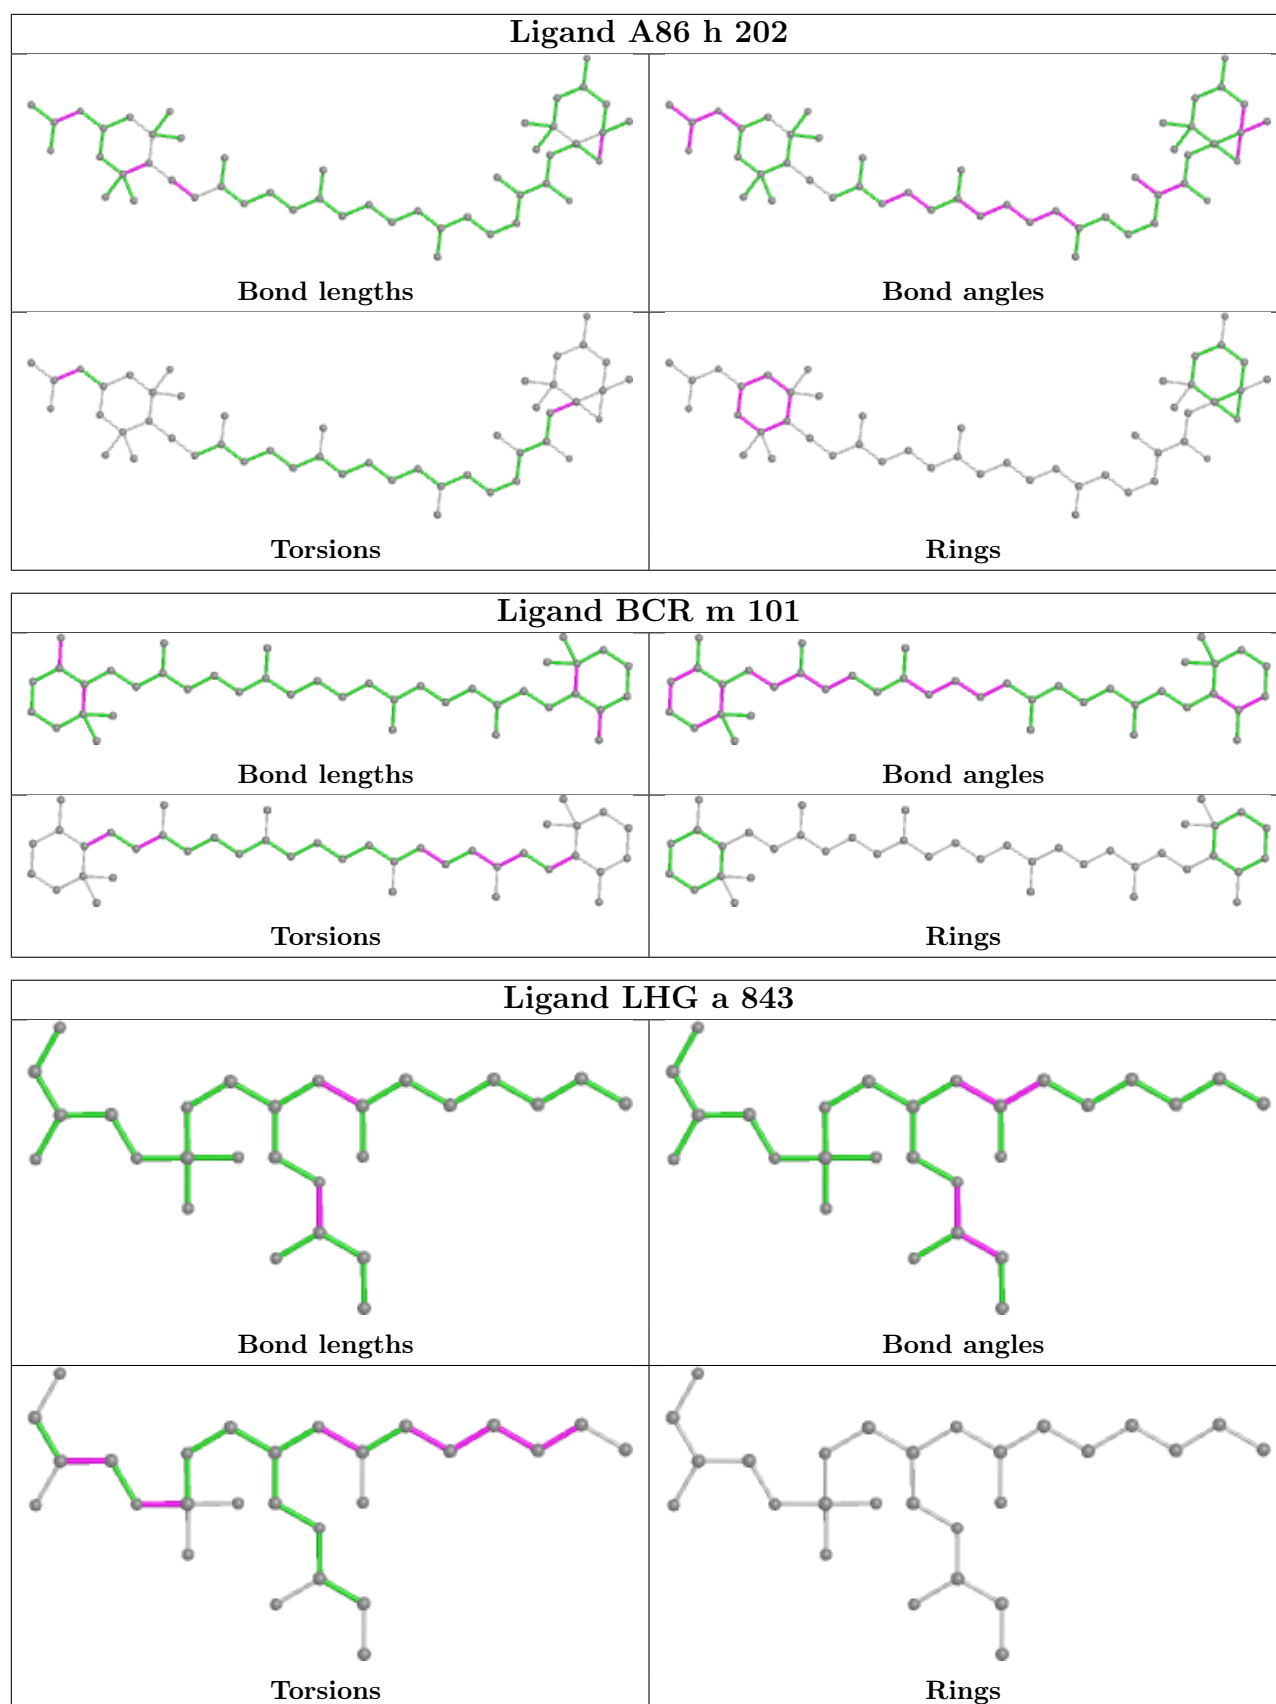 Ligand A86 h 202
Bond lengths
Bond angles
Torsions
Rings
Ligand BCR m 101
Bond lengths
Bond angles
Torsions
Rings
Ligand LHG a 843
Bond lengths
Bond angles
Torsions
Rings